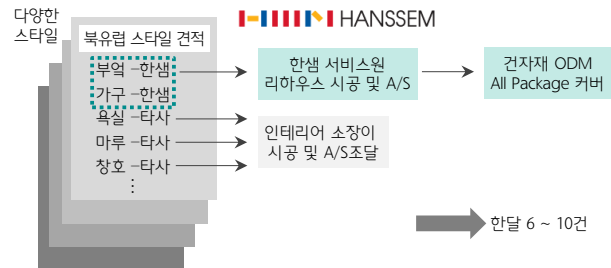 다양한
스타일
HANSSEM
북유럽 스타일 견적
부엌 –한샘
가구 –한샘
욕실 –타사
마루 –타사
창호 –타사
⋮
한샘 서비스원
리하우스 시공 및 A/S
건자재 ODM
All Package 커버
인테리어 소장이
시공 및 A/S조달
한달 6 ~ 10건